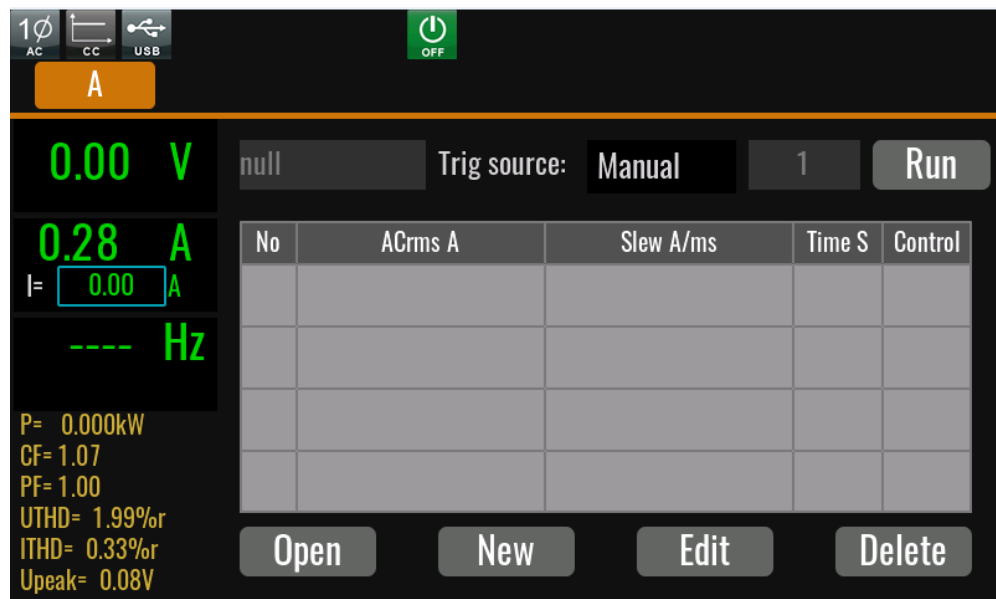 1Ø
AC
CC
USB
OFF
A
0.00 V
0.28 A
I= 0.00 A
---- Hz
P= 0.000kW
CF= 1.07
PF= 1.00
UTHD= 1.99%r
ITHD= 0.33%r
Upeak= 0.08V
null Trig source: Manual 1 Run
No ACrms A Slew A/ms Time S Control
Open New Edit Delete